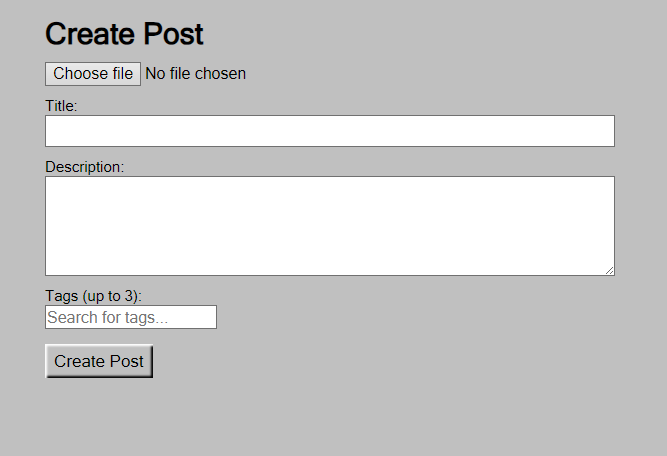 Create Post
Choose file No file chosen
Title:
Description:
Tags (up to 3):
Search for tags...
Create Post